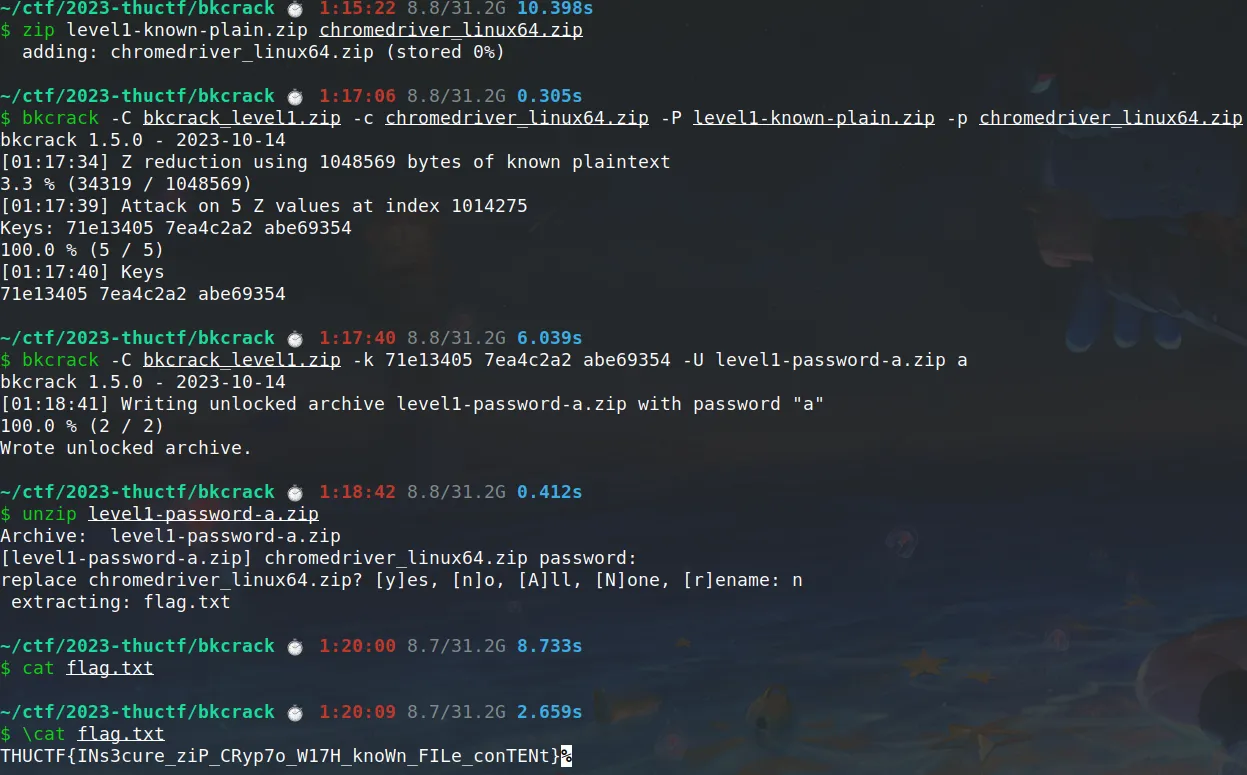 ~/ctf/2023-thuctf/bkcrack ⏱ 1:15:22 8.8/31.2G 10.398s
$ zip level1-known-plain.zip chromedriver_linux64.zip
  adding: chromedriver_linux64.zip (stored 0%)
~/ctf/2023-thuctf/bkcrack ⏱ 1:17:06 8.8/31.2G 0.305s
$ bkcrack -C bkcrack_level1.zip -c chromedriver_linux64.zip -P level1-known-plain.zip -p chromedriver_linux64.zip
bkcrack 1.5.0 - 2023-10-14
[01:17:34] Z reduction using 1048569 bytes of known plaintext
3.3 % (34319 / 1048569)
[01:17:39] Attack on 5 Z values at index 1014275
Keys: 71e13405 7ea4c2a2 abe69354
100.0 % (5 / 5)
[01:17:40] Keys
71e13405 7ea4c2a2 abe69354
~/ctf/2023-thuctf/bkcrack ⏱ 1:17:40 8.8/31.2G 6.039s
$ bkcrack -C bkcrack_level1.zip -k 71e13405 7ea4c2a2 abe69354 -U level1-password-a.zip a
bkcrack 1.5.0 - 2023-10-14
[01:18:41] Writing unlocked archive level1-password-a.zip with password "a"
100.0 % (2 / 2)
Wrote unlocked archive.
~/ctf/2023-thuctf/bkcrack ⏱ 1:18:42 8.8/31.2G 0.412s
$ unzip level1-password-a.zip
Archive:  level1-password-a.zip
[level1-password-a.zip] chromedriver_linux64.zip password:
replace chromedriver_linux64.zip? [y]es, [n]o, [A]ll, [N]one, [r]ename: n
 extracting: flag.txt
~/ctf/2023-thuctf/bkcrack ⏱ 1:20:00 8.7/31.2G 8.733s
$ cat flag.txt
~/ctf/2023-thuctf/bkcrack ⏱ 1:20:09 8.7/31.2G 2.659s
$ \cat flag.txt
THUCTF{INs3cure_ziP_CRyp7o_W17H_knoWn_FILe_conTENt}%